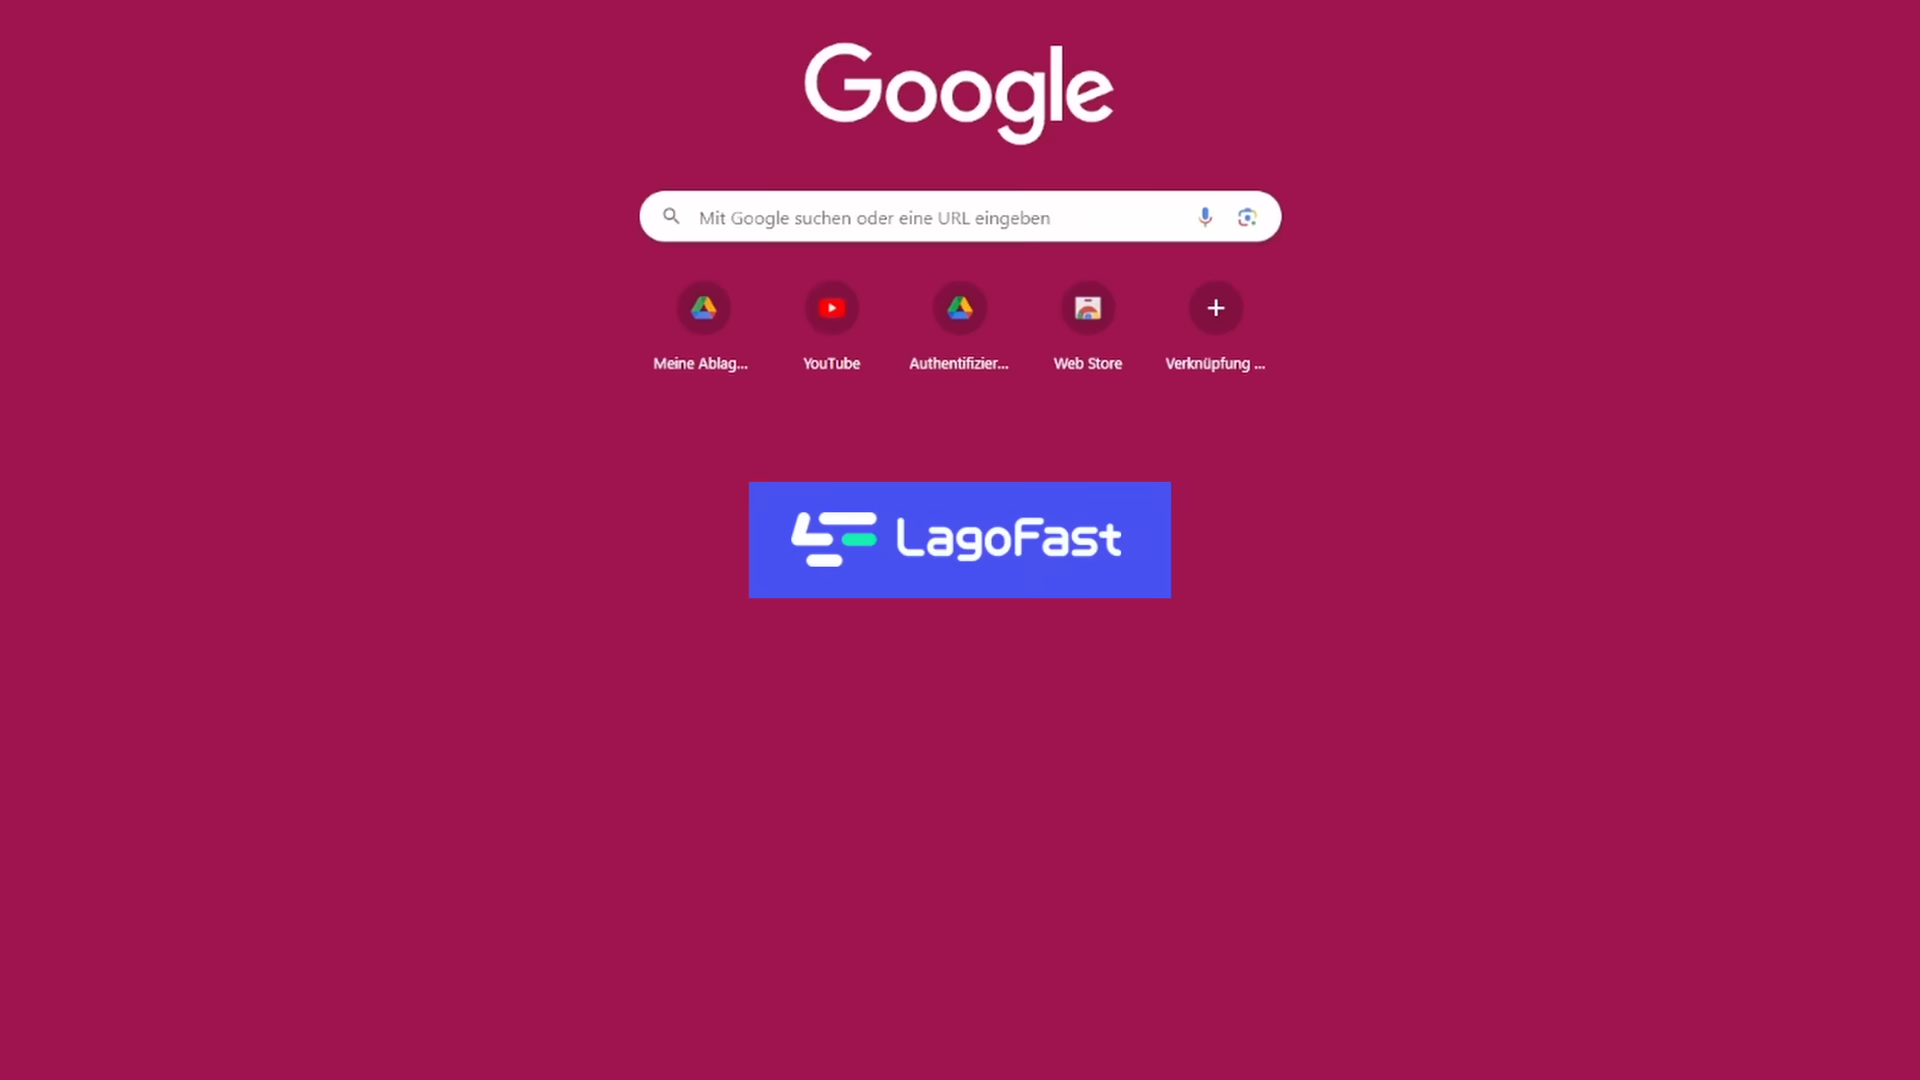 Google
Mit Google suchen oder eine URL eingeben
Meine Ablag...
YouTube
Authentifizier...
Web Store
Verknüpfung ...
LagoFast